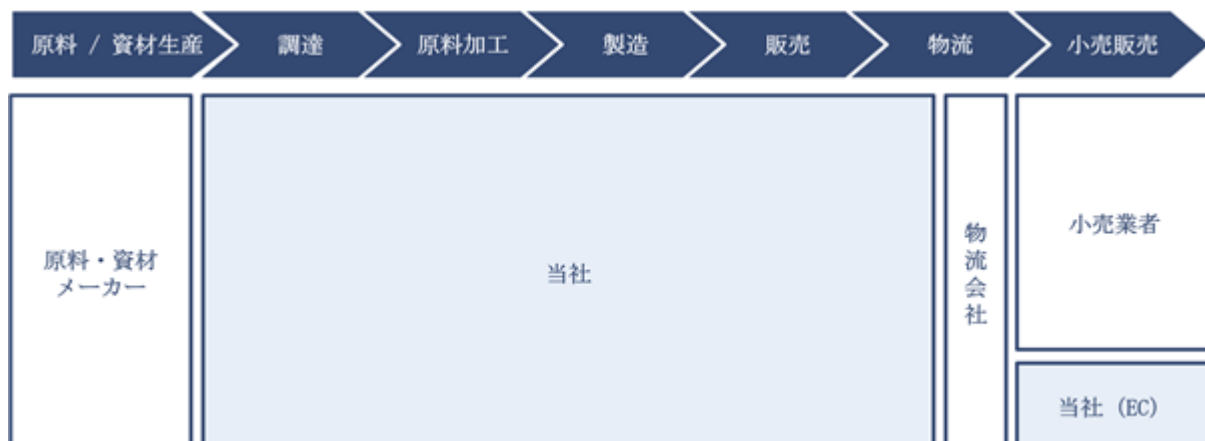 原料 / 資材生産
調達
原料加工
製造
販売
物流
小売販売
原料・資材
メーカー
当社
物流会社
小売業者
当社 (EC)